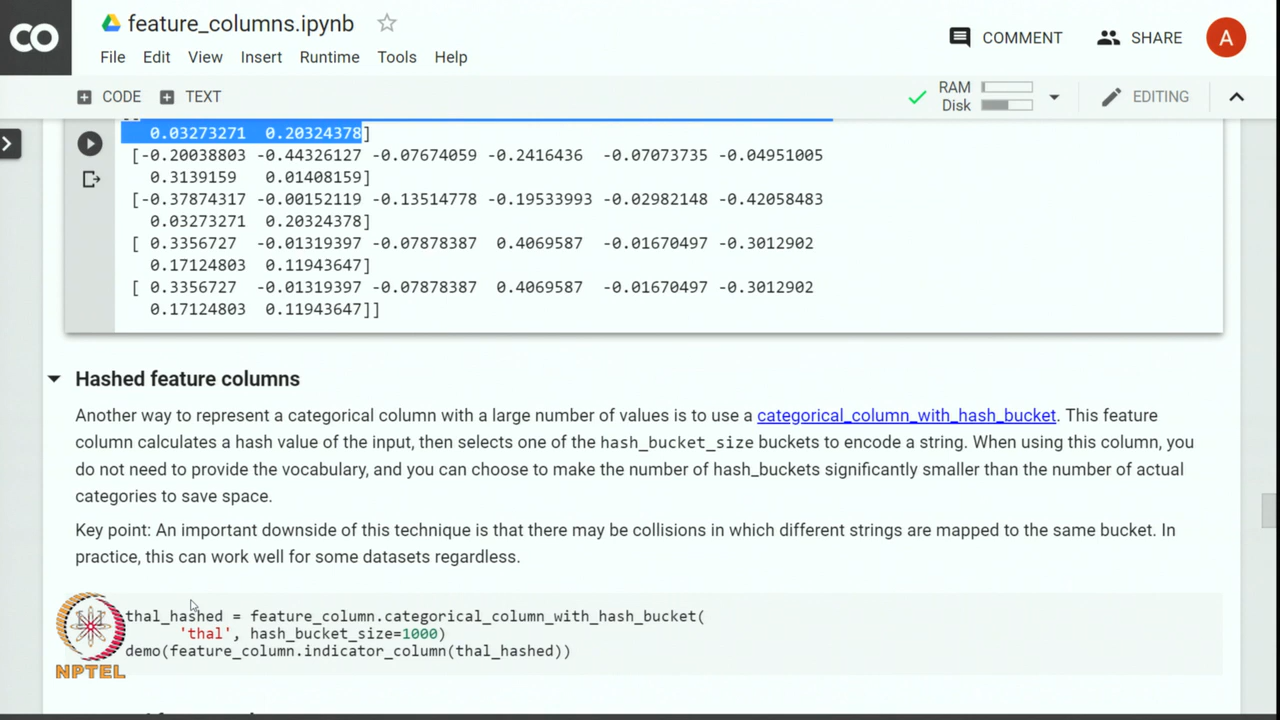 CO
feature_columns.ipynb
COMMENT
SHARE
A
File Edit View Insert Runtime Tools Help
CODE TEXT
RAM
Disk
EDITING
0.03273271 0.20324378]
[-0.20038803 -0.44326127 -0.07674059 -0.2416436 -0.07073735 -0.04951005
0.3139159 0.01408159]
[-0.37874317 -0.00152119 -0.13514778 -0.19533993 -0.02982148 -0.42058483
0.03273271 0.20324378]
[ 0.3356727 -0.01319397 -0.07878387 0.4069587 -0.01670497 -0.3012902
0.17124803 0.11943647]
[ 0.3356727 -0.01319397 -0.07878387 0.4069587 -0.01670497 -0.3012902
0.17124803 0.11943647]]
Hashed feature columns
Another way to represent a categorical column with a large number of values is to use a categorical_column_with_hash_bucket. This feature
column calculates a hash value of the input, then selects one of the hash_bucket_size buckets to encode a string. When using this column, you
do not need to provide the vocabulary, and you can choose to make the number of hash_buckets significantly smaller than the number of actual
categories to save space.
Key point: An important downside of this technique is that there may be collisions in which different strings are mapped to the same bucket. In
practice, this can work well for some datasets regardless.
thal_hashed = feature_column.categorical_column_with_hash_bucket(
'thal', hash_bucket_size=1000)
demo(feature_column.indicator_column(thal_hashed))
NPTEL